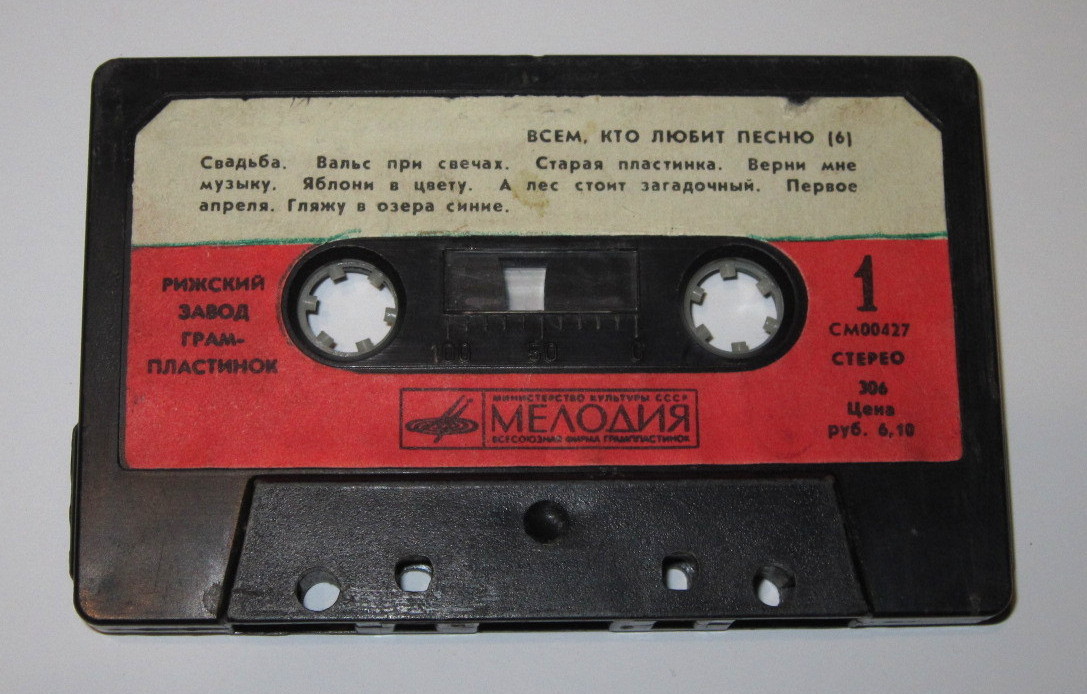 ВСЕМ, КТО ЛЮБИТ ПЕСНЮ (6)
Свадьба. Вальс при свечах. Старая пластинка. Верни мне
музыку. Яблони в цвету. А лес стоит загадочный. Первое
апреля. Гляжу в озера синие.
РИЖСКИЙ
ЗАВОД
ГРАМ-
ПЛАСТИНОК
100 50 0
1
СМ00427
СТЕРЕО
306
Цена
руб. 6,10
МИНИСТЕРСТВО КУЛЬТУРЫ СССР
МЕЛОДИЯ
ВСЕСОЮЗНАЯ ФИРМА ГРАМПЛАСТИНОК